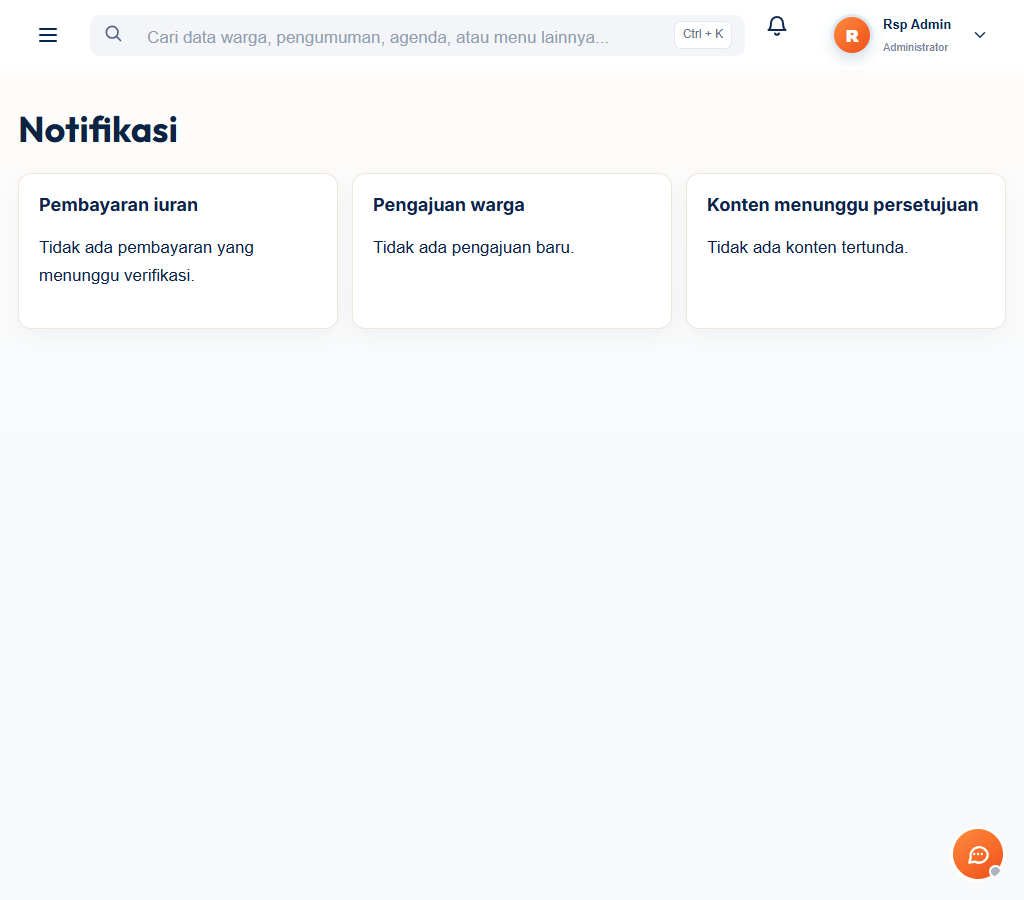 Cari data warga, pengumuman, agenda, atau menu lainnya...
Ctrl + K
R
Rsp Admin
Administrator
Notifikasi
Pembayaran iuran
Tidak ada pembayaran yang
menunggu verifikasi.
Pengajuan warga
Tidak ada pengajuan baru.
Konten menunggu persetujuan
Tidak ada konten tertunda.